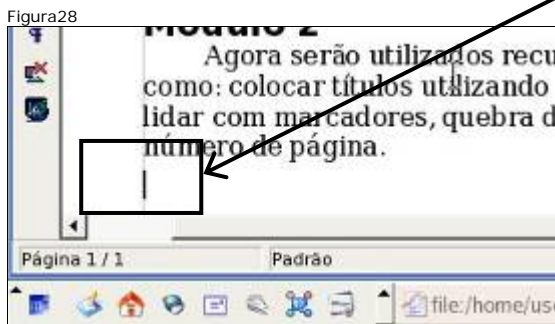 Figura28
Módulo 2
Agora serão utilizados recu
como: colocar títulos utilizando
lidar com marcadores, quebra d
número de página.
Página 1 / 1 Padrão
file:/home/us